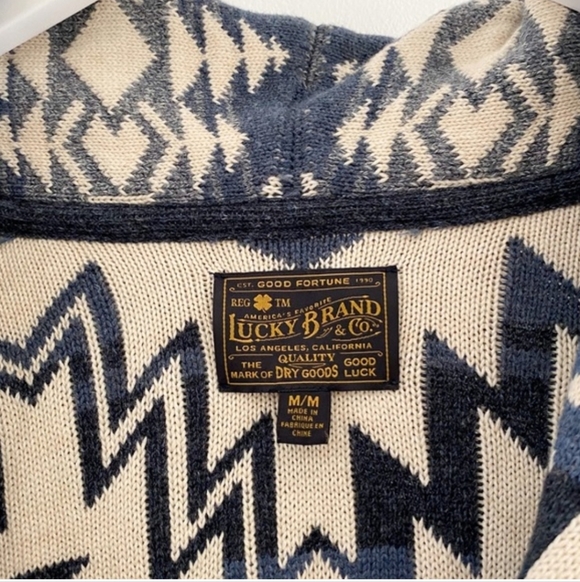 EST. GOOD FORTUNE 1990
REG TM
AMERICA'S FAVORITE
LUCKY BRAND
& CO.
LOS ANGELES, CALIFORNIA
THE QUALITY GOOD
MARK OF DRY GOODS LUCK
M/M
MADE IN
CHINA
FABRIQUE EN
CHINE